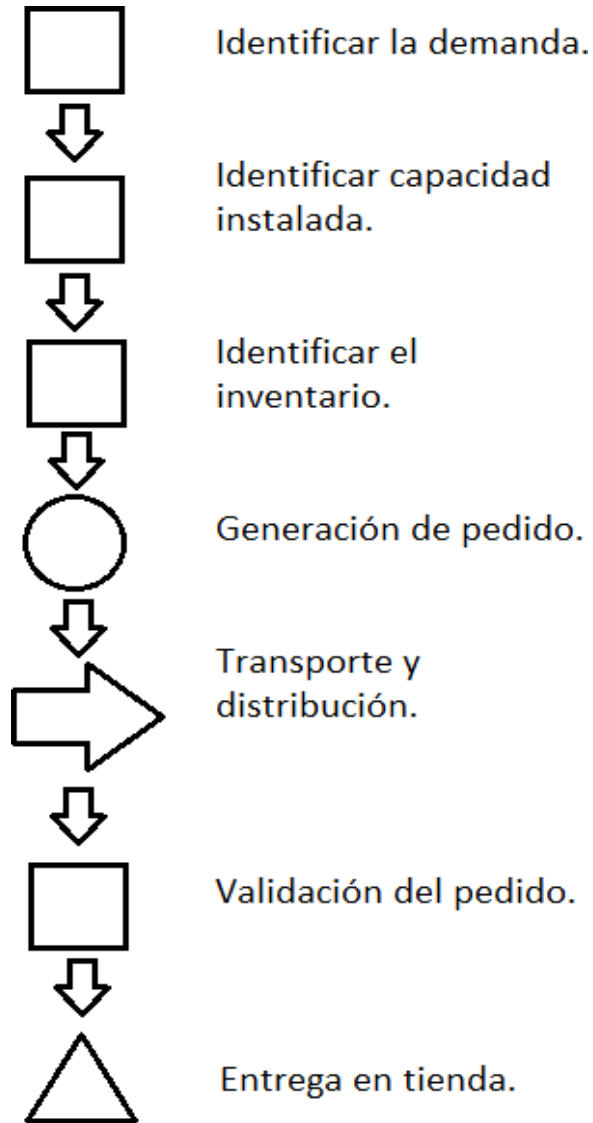 Identificar la demanda.
Identificar capacidad
instalada.
Identificar el
inventario.
Generación de pedido.
Transporte y
distribución.
Validación del pedido.
Entrega en tienda.